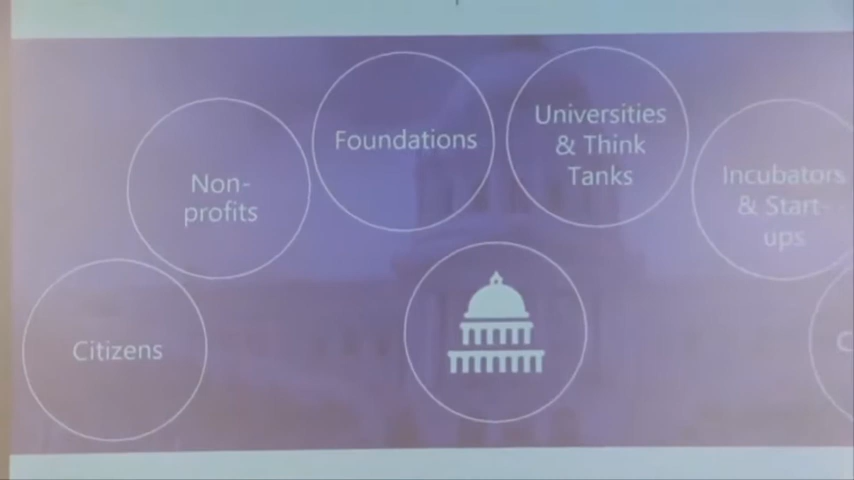 Foundations
Universities
& Think
Tanks
Non-
profits
Incubators
& Start-
ups
Citizens
C